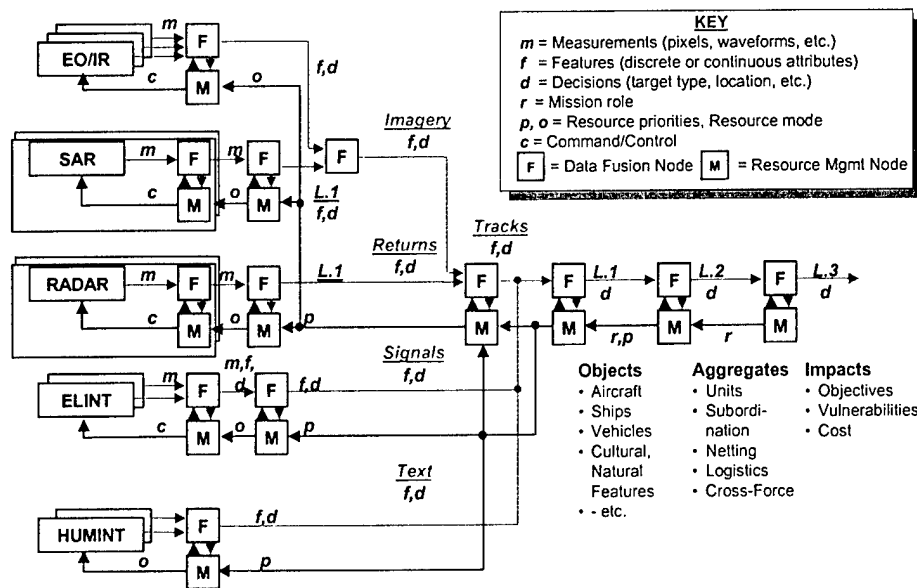 KEY
m = Measurements (pixels, waveforms, etc.)
f = Features (discrete or continuous attributes)
d = Decisions (target type, location, etc.)
r = Mission role
p, o = Resource priorities, Resource mode
c = Command/Control
F = Data Fusion Node M = Resource Mgmt Node
m
EO/IR
F
c
M
o
f,d
Imagery
f,d
SAR
m
F
m
F
F
c
M
o
M
L.1
f,d
Returns
f,d
Tracks
f,d
RADAR
m
F
m
F
L.1
F
F
L.1
d
F
L.2
d
F
L.3
d
c
M
o
M
p
M
M
r,p
M
r
M
Signals
f,d
ELINT
m
F
m,f,
d
F
f,d
c
M
o
M
p
Text
f,d
HUMINT
F
f,d
o
M
p
Objects
• Aircraft
• Ships
• Vehicles
• Cultural,
Natural
Features
• - etc.
Aggregates
• Units
• Subordi-
nation
• Netting
• Logistics
• Cross-Force
Impacts
• Objectives
• Vulnerabilities
• Cost